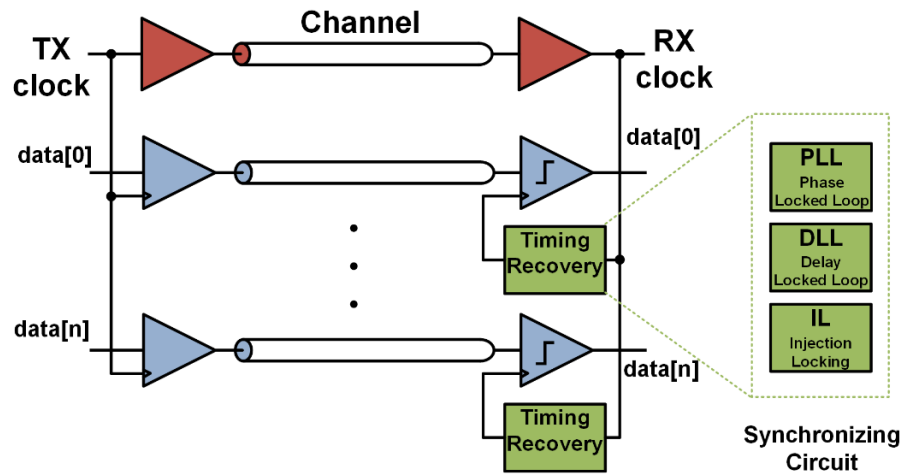 Channel
TX
clock
RX
clock
data[0]
data[0]
PLL
Phase
Locked Loop
Timing
Recovery
DLL
Delay
Locked Loop
data[n]
IL
Injection
Locking
data[n]
Timing
Recovery
Synchronizing
Circuit